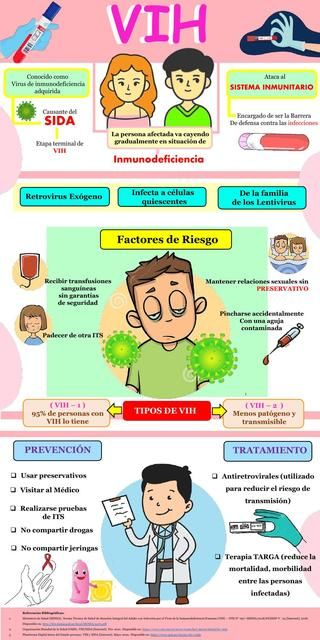 VIH
Conocido como
Virus de inmunodeficiencia
adquirida
Causante del
SIDA
Etapa terminal de
VIH
Ataca al
SISTEMA INMUNITARIO
Encargado de ser la Barrera
De defensa contra las infecciones
La persona afectada va cayendo
gradualmente en situación de
Inmunodeficiencia
Retrovirus Exógeno
Infecta a células
quiescentes
De la familia
de los Lentivirus
Factores de Riesgo
Recibir transfusiones
sanguíneas
sin garantías
de seguridad
Padecer de otra ITS
Mantener relaciones sexuales sin
PRESERVATIVO
Pincharse accidentalmente
Con una aguja
contaminada
( VIH – 1 )
95% de personas con
VIH lo tiene
TIPOS DE VIH
( VIH – 2 )
Menos patógeno y
transmisible
PREVENCIÓN
Usar preservativos
Visitar al Médico
Realizarse pruebas
de ITS
No compartir drogas
No compartir jeringas
TRATAMIENTO
Antiretrovirales (utilizado
para reducir el riesgo de
transmisión)
Terapia TARGA (reduce la
mortalidad, morbilidad
entre las personas
infectadas)
Referencias Bibliográficas: